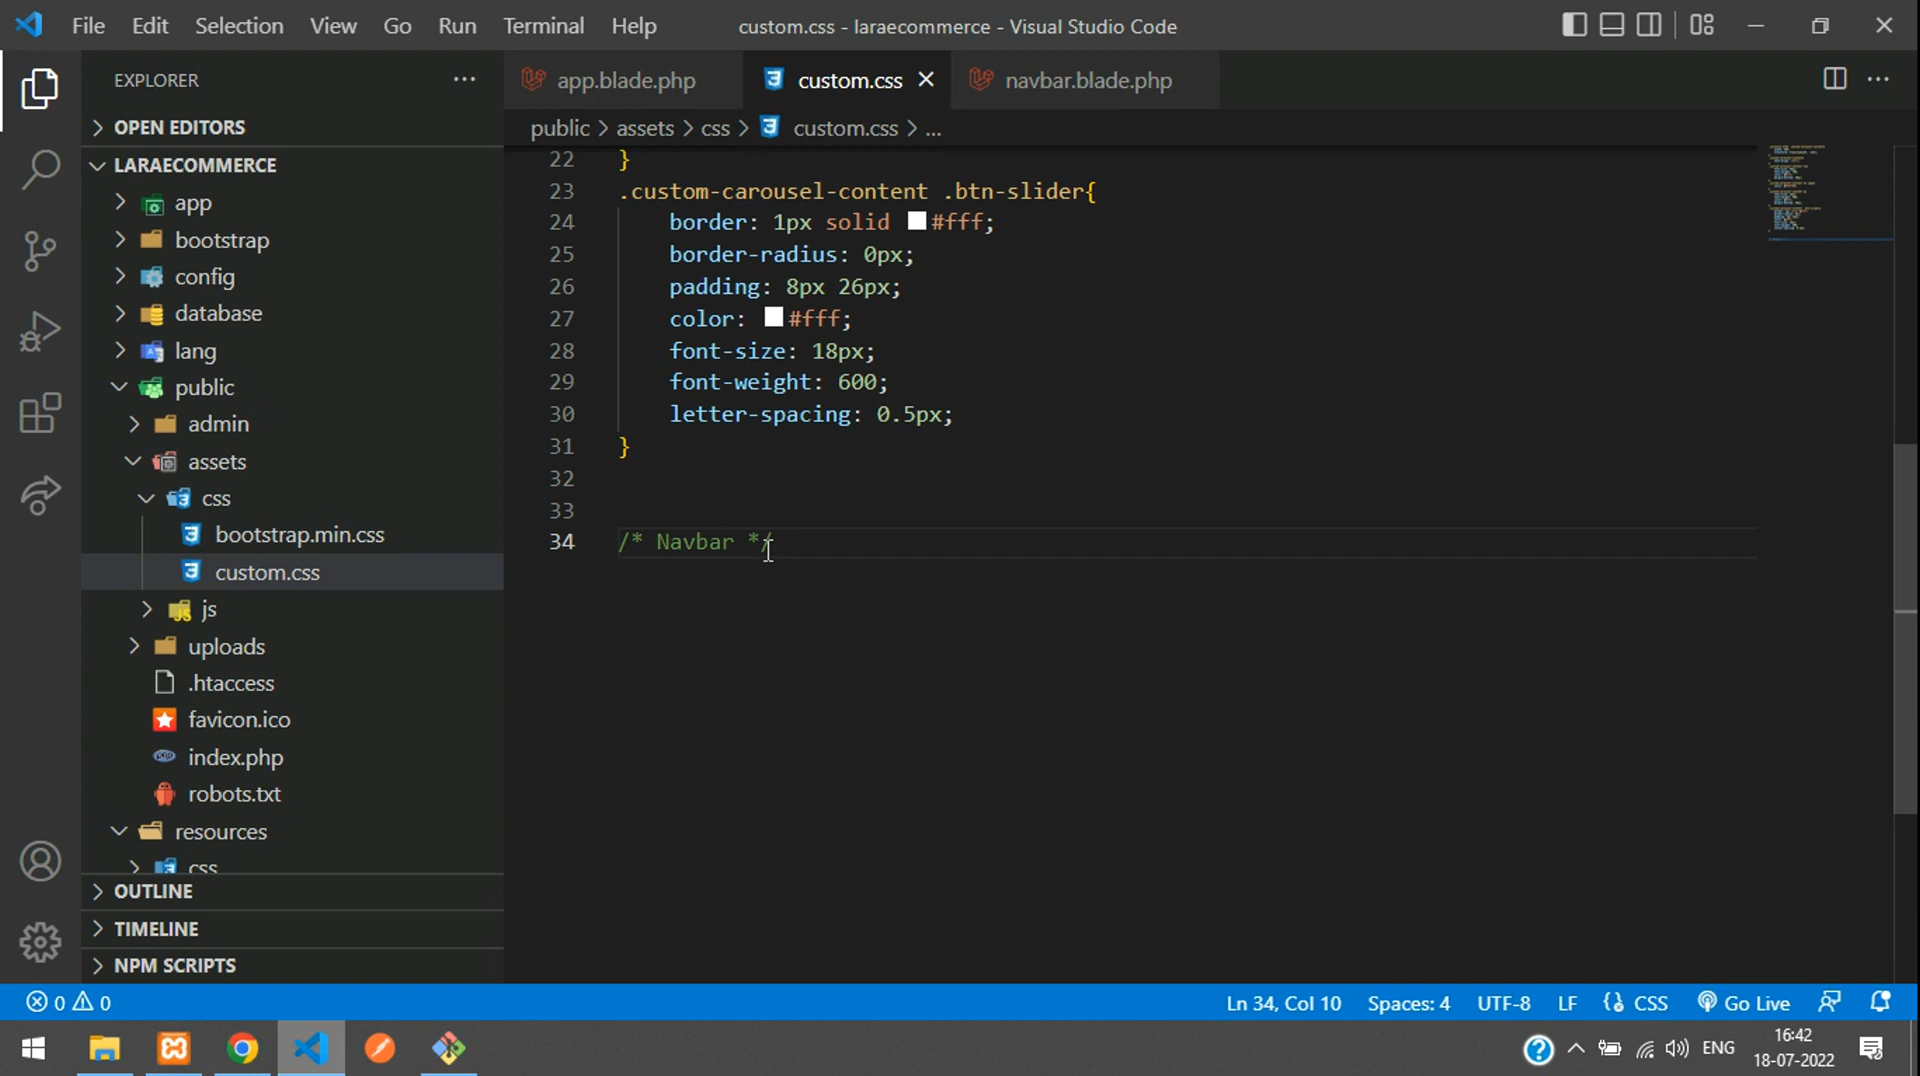 File Edit Selection View Go Run Terminal Help custom.css - laraecommerce - Visual Studio Code
EXPLORER
OPEN EDITORS
LARAECOMMERCE
app
bootstrap
config
database
lang
public
admin
assets
css
bootstrap.min.css
custom.css
js
uploads
.htaccess
favicon.ico
index.php
robots.txt
resources
css
OUTLINE
TIMELINE
NPM SCRIPTS
app.blade.php custom.css navbar.blade.php
public > assets > css > custom.css > ...
22 }
23 .custom-carousel-content .btn-slider{
24 border: 1px solid #fff;
25 border-radius: 0px;
26 padding: 8px 26px;
27 color: #fff;
28 font-size: 18px;
29 font-weight: 600;
30 letter-spacing: 0.5px;
31 }
32
33
34 /* Navbar */
0 0 Ln 34, Col 10 Spaces: 4 UTF-8 LF CSS Go Live
ENG 16:42
18-07-2022